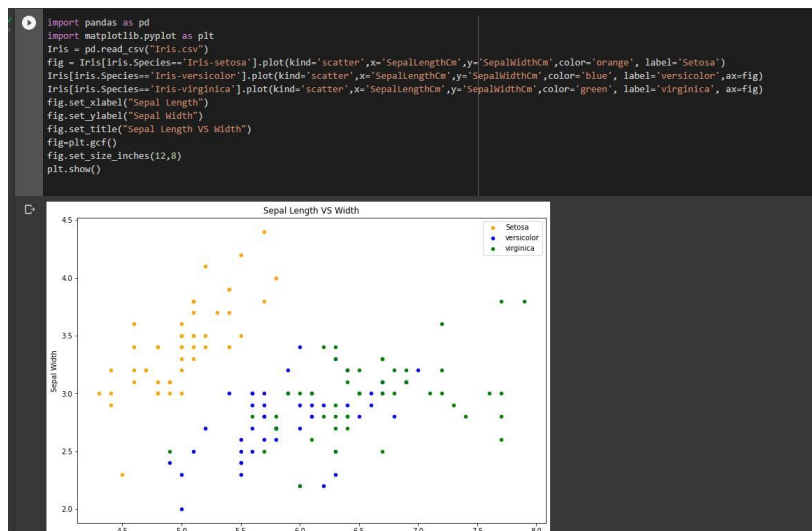 import pandas as pd
import matplotlib.pyplot as plt
Iris = pd.read_csv("Iris.csv")
fig = Iris[iris.Species=='Iris-setosa'].plot(kind='scatter',x='SepalLengthCm',y='SepalWidthCm',color='orange', label='Setosa')
Iris[iris.Species=='Iris-versicolor'].plot(kind='scatter',x='SepalLengthCm',y='SepalWidthCm',color='blue', label='versicolor',ax=fig)
Iris[iris.Species=='Iris-virginica'].plot(kind='scatter',x='SepalLengthCm',y='SepalWidthCm',color='green', label='virginica', ax=fig)
fig.set_xlabel("Sepal Length")
fig.set_ylabel("Sepal Width")
fig.set_title("Sepal Length VS Width")
fig=plt.gcf()
fig.set_size_inches(12,8)
plt.show()
Sepal Length VS Width
Setosa
versicolor
virginica
4.5
4.0
3.5
3.0
2.5
2.0
Sepal Width
4.5 5.0 5.5 6.0 6.5 7.0 7.5 8.0